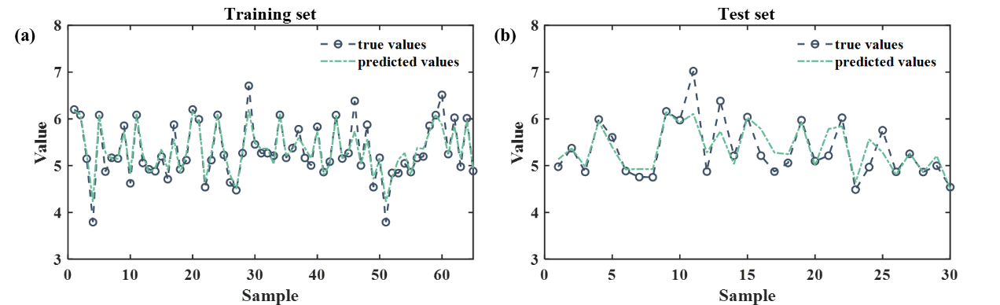 Training set
(a)
8
7
6
5
4
3
Value
true values
predicted values
0
10
20
30
40
50
60
Sample
Test set
(b)
8
7
6
5
4
3
Value
true values
predicted values
0
5
10
15
20
25
30
Sample